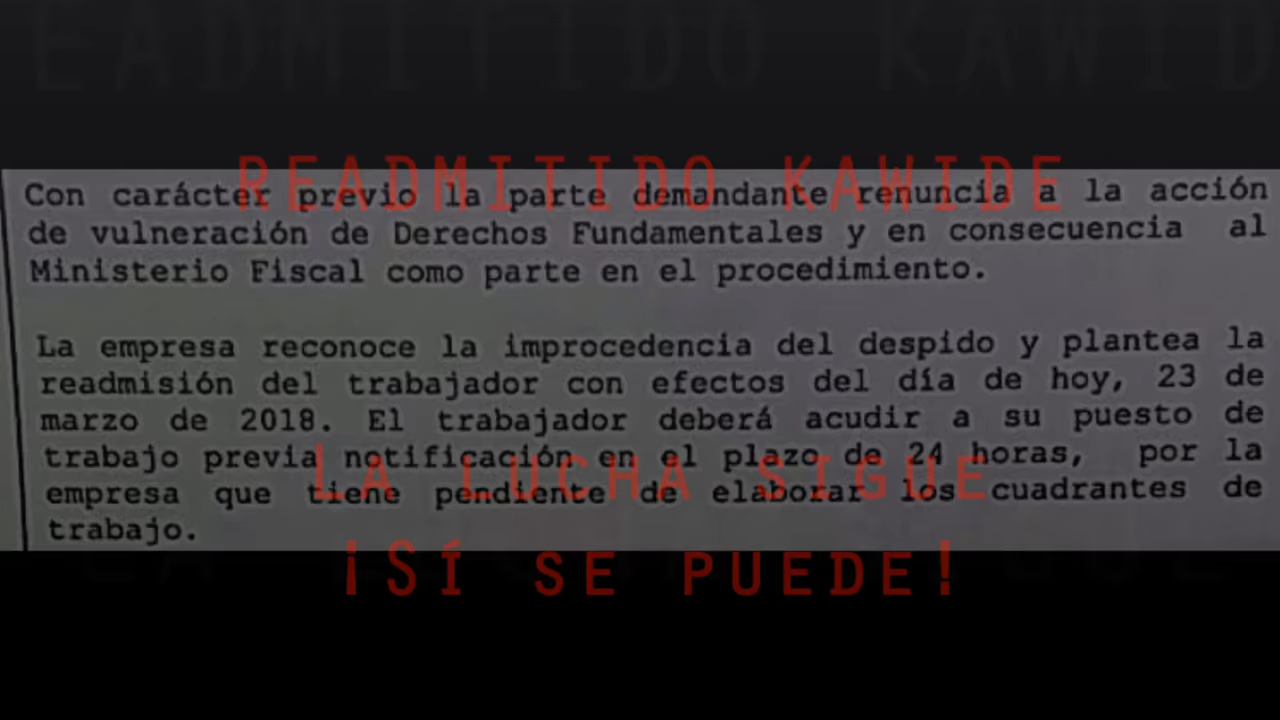 EADMITIDO KAWID
READMITIDO KAWIDE
Con carácter previo la parte demandante renuncia a la acción
de vulneración de Derechos Fundamentales y en consecuencia al
Ministerio Fiscal como parte en el procedimiento.
La empresa reconoce la improcedencia del despido y plantea la
readmisión del trabajador con efectos del día de hoy, 23 de
marzo de 2018. El trabajador deberá acudir a su puesto de
trabajo previa notificación en el plazo de 24 horas, por la
LA LUCHA SIGUE
empresa que tiene pendiente de elaborar los cuadrantes de
trabajo.
¡SÍ SE PUEDE!